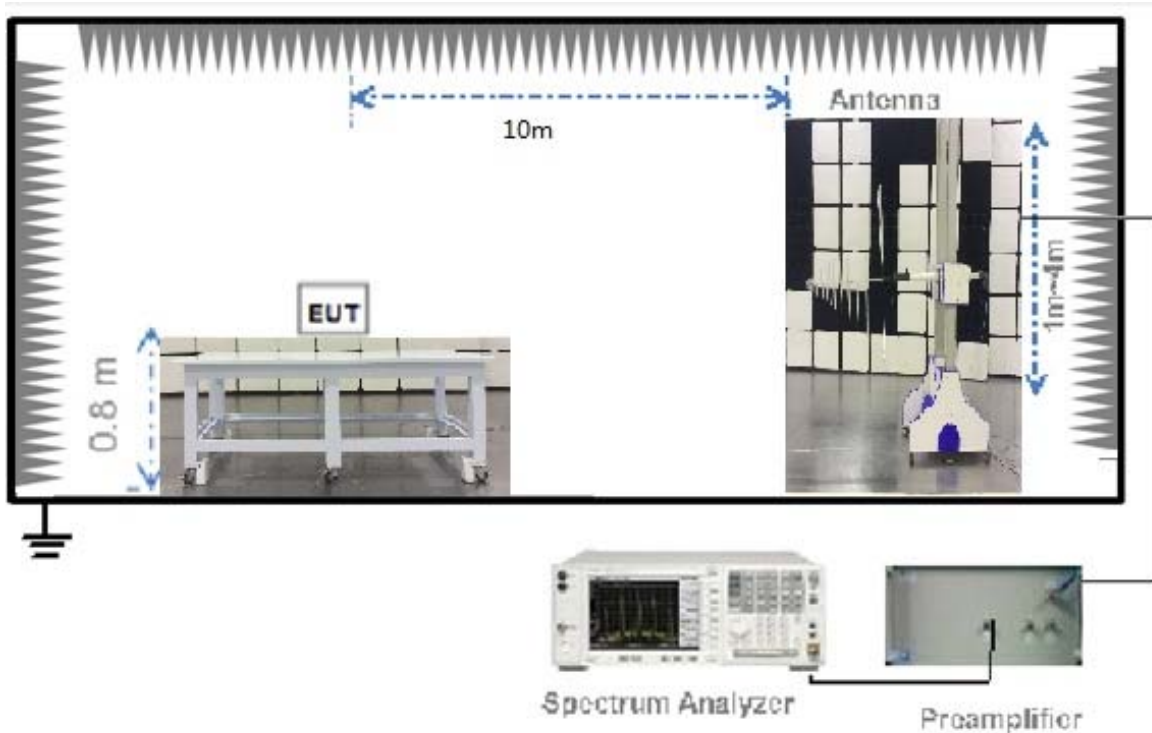 Antenna
10m
EUT
0.8 m
1m~4m
Spectrum Analyzer
Preamplifier